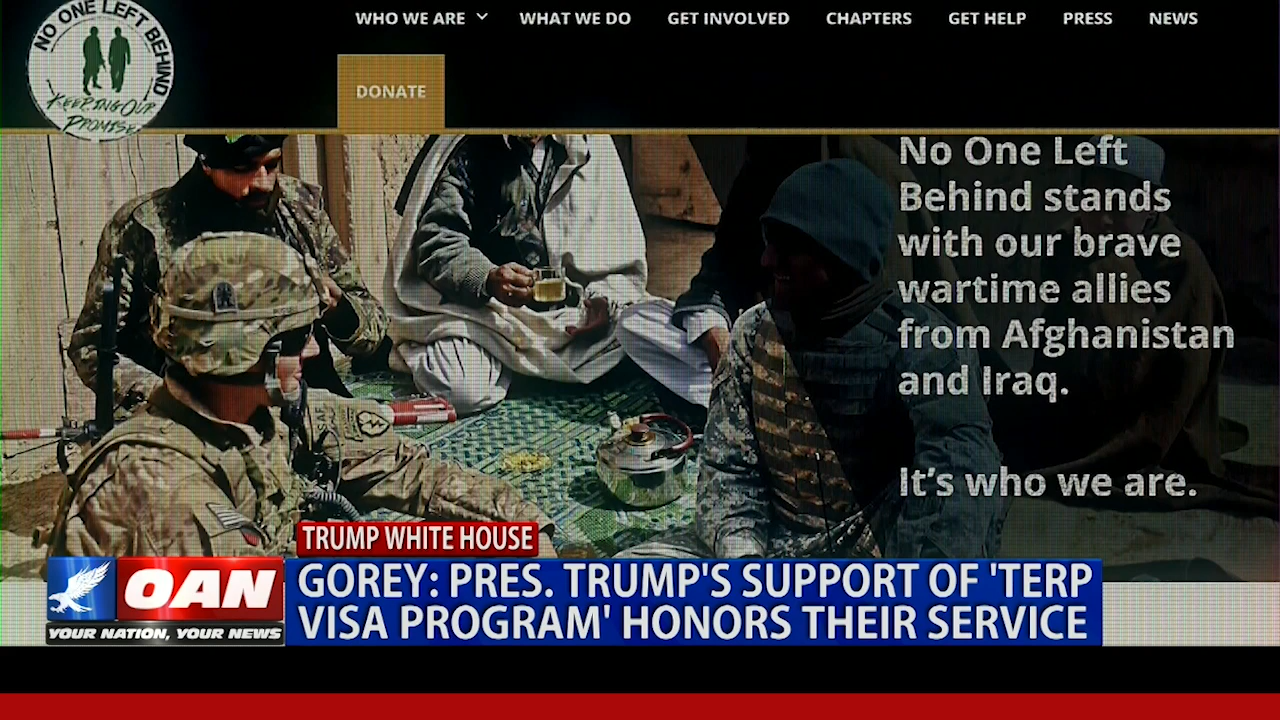 NO ONE LEFT BEHIND
KEEPING OUR
PROMISE
WHO WE ARE
WHAT WE DO
GET INVOLVED
CHAPTERS
GET HELP
PRESS
NEWS
DONATE
No One Left
Behind stands
with our brave
wartime allies
from Afghanistan
and Iraq.
It's who we are.
TRUMP WHITE HOUSE
GOREY: PRES. TRUMP'S SUPPORT OF 'TERP
VISA PROGRAM' HONORS THEIR SERVICE
OAN
YOUR NATION, YOUR NEWS